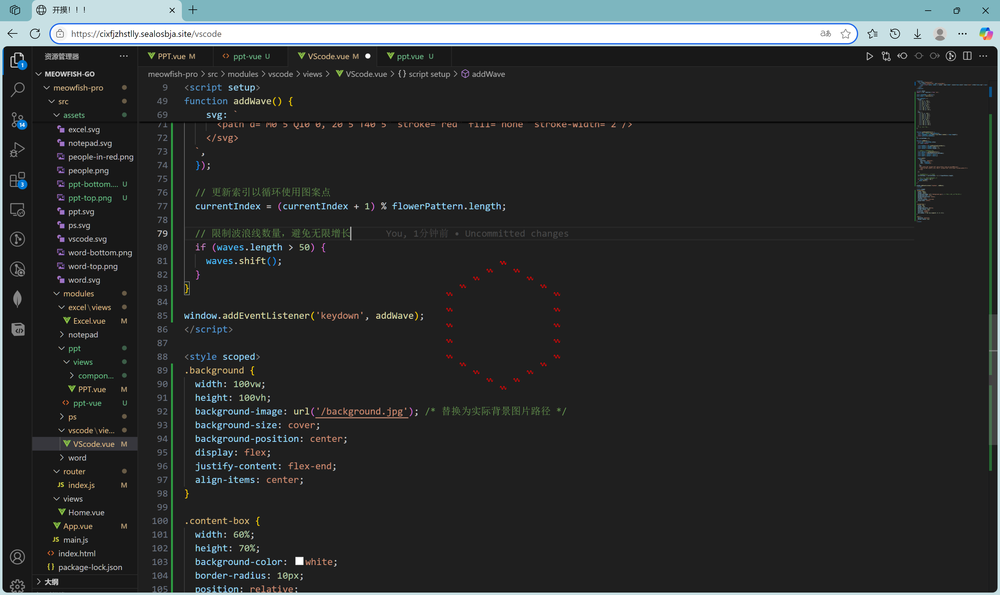 开摸！！！
https://cixfjzhstlly.sealosbja.site/vscode
aあ
资源管理器
PPT.vue M
ppt-vue U
VScode.vue M
ppt.vue U
meowfish-pro > src > modules > vscode > views > VScode.vue > {} script setup > addWave
1
14
3
MEOWFISH-GO
meowfish-pro
src
assets
excel.svg
notepad.svg
people-in-red.png
people.png
ppt-bottom.... U
ppt-top.png U
ppt.svg
ps.svg
vscode.svg
word-bottom.png
word-top.png
word.svg
modules
excel\views
Excel.vue M
notepad
ppt
views
compon...
PPT.vue M
ppt-vue U
ps
vscode\vie...
VScode.vue M
word
router
JS index.js M
views
Home.vue
App.vue M
JS main.js
index.html
{} package-lock.json
大纲
9 <script setup>
49 function addWave() {
69 svg: `
71 <path d="M0 5 Q10 0, 20 5 T40 5" stroke="red" fill="none" stroke-width="2"/>
72 </svg>
73 `,
74 });
75
76 // 更新索引以循环使用图案点
77 currentIndex = (currentIndex + 1) % flowerPattern.length;
78
79 // 限制波浪线数量，避免无限增长 You, 1分钟前 • Uncommitted changes
80 if (waves.length > 50) {
81 waves.shift();
82 }
83 }
84
85 window.addEventListener('keydown', addWave);
86 </script>
87
88 <style scoped>
89 .background {
90 width: 100vw;
91 height: 100vh;
92 background-image: url('/background.jpg'); /* 替换为实际背景图片路径 */
93 background-size: cover;
94 background-position: center;
95 display: flex;
96 justify-content: flex-end;
97 align-items: center;
98 }
99
100 .content-box {
101 width: 60%;
102 height: 70%;
103 background-color: white;
104 border-radius: 10px;
105 position: relative;